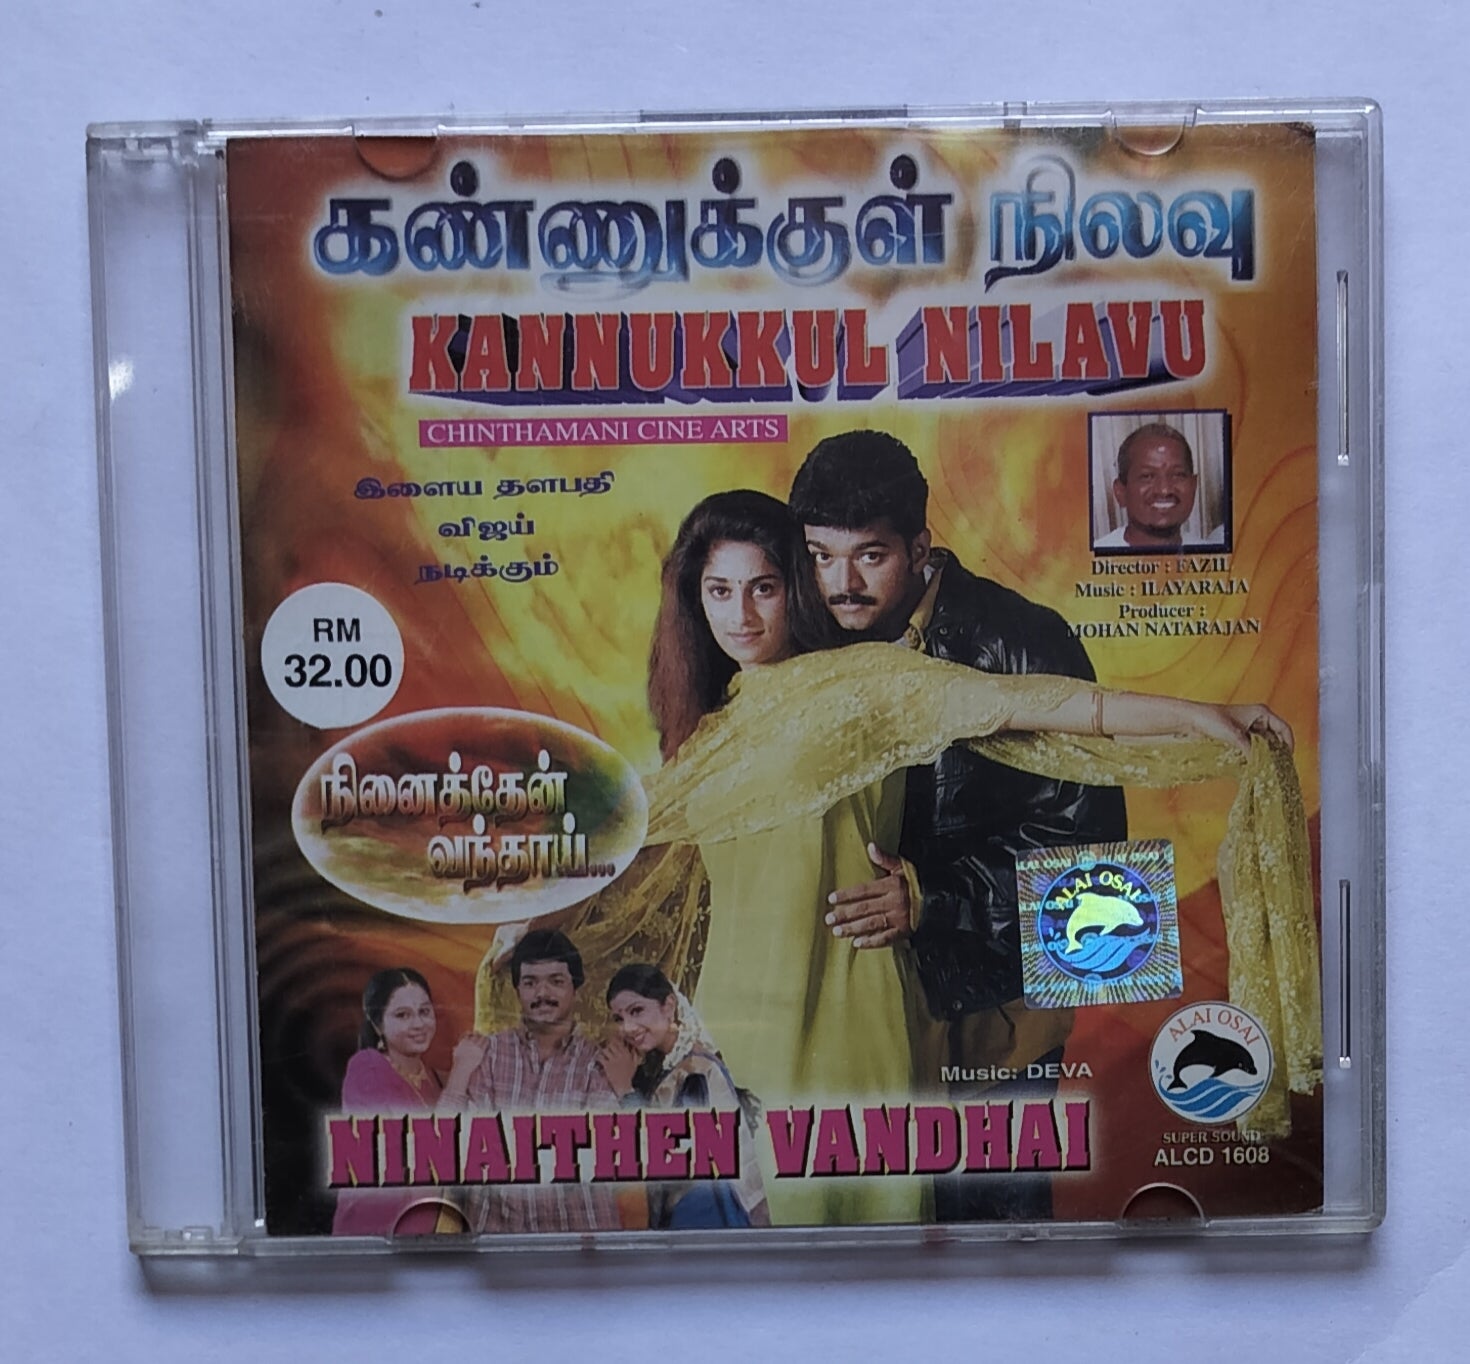 கண்ணுக்குள் நிலவு
KANNUKKUL NILAVU
CHINTHAMANI CINE ARTS
இளைய தளபதி
விஜய்
நடிக்கும்
Director : FAZIL
Music : ILAYARAJA
Producer :
MOHAN NATARAJAN
RM
32.00
நினைத்தேன்
வந்தாய்...
ALAI OSAI
Music: DEVA
NINAITHEN VANDHAI
ALAI OSAI
SUPER SOUND
ALCD 1608